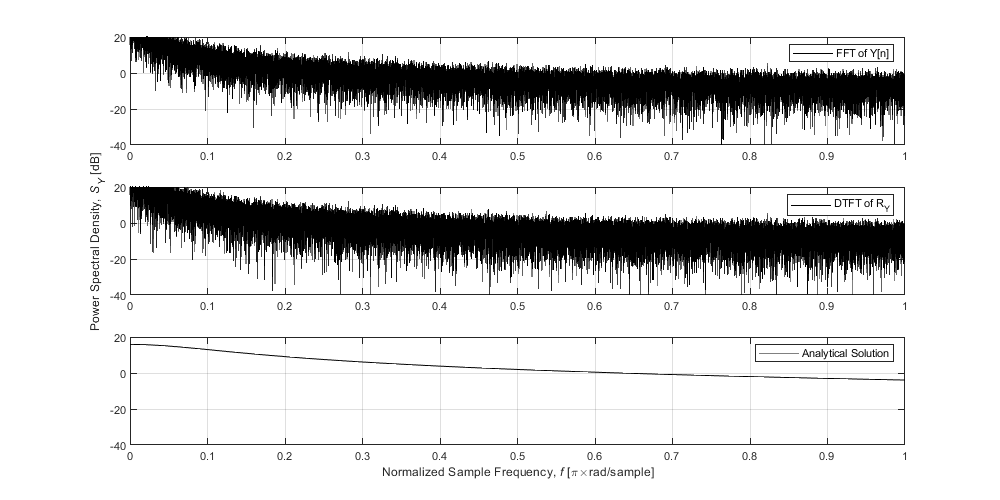 20
0
-20
-40
FFT of Y[n]
0 0.1 0.2 0.3 0.4 0.5 0.6 0.7 0.8 0.9 1
Power Spectral Density, S_Y [dB]
20
0
-20
-40
DTFT of R_Y
0 0.1 0.2 0.3 0.4 0.5 0.6 0.7 0.8 0.9 1
20
0
-20
-40
Analytical Solution
0 0.1 0.2 0.3 0.4 0.5 0.6 0.7 0.8 0.9 1
Normalized Sample Frequency, f [π×rad/sample]